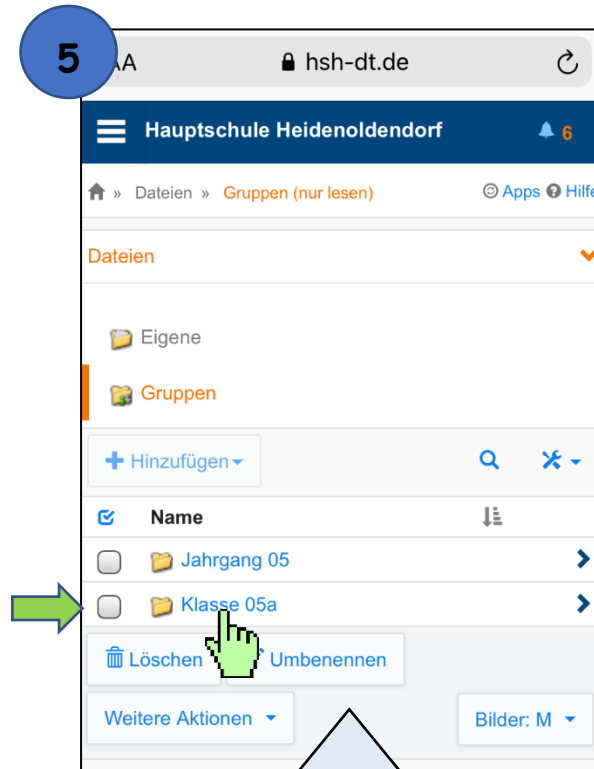 5
AA hsh-dt.de
Hauptschule Heidenoldendorf 6
» Dateien » Gruppen (nur lesen) Apps Hilfe
Dateien
Eigene
Gruppen
Hinzufügen
Name
Jahrgang 05
Klasse 05a
Löschen Umbenennen
Weitere Aktionen Bilder: M